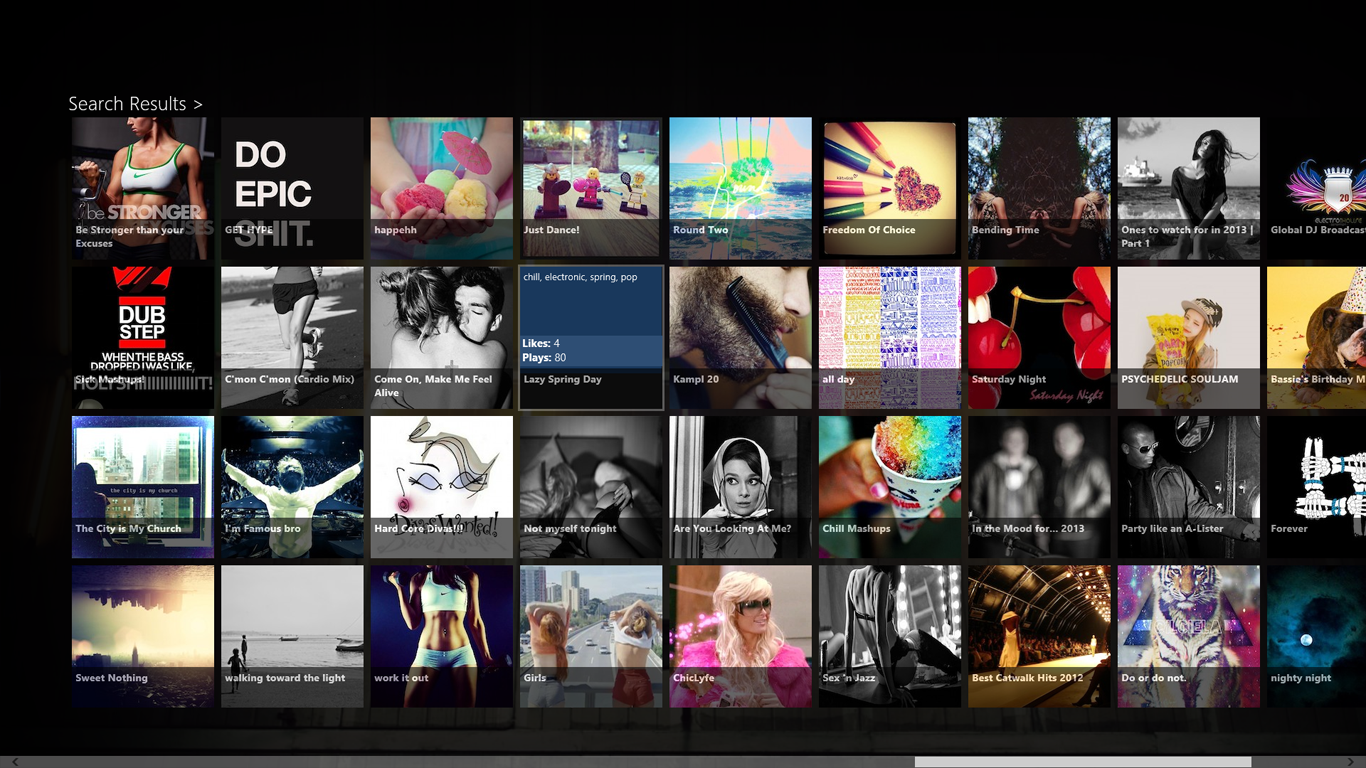 Search Results >
be STRONGER
Be Stronger than your
Excuses
DO
EPIC
SHIT.
GET HYPE
happehh
Just Dance!
Round
Round Two
Freedom Of Choice
Bending Time
Ones to watch for in 2013 |
Part 1
20
Global DJ Broadcas
DUB
STEP
WHEN THE BASS
DROPPED I WAS LIKE,
Sick Mashups!
C'mon C'mon (Cardio Mix)
Come On, Make Me Feel
Alive
chill, electronic, spring, pop
Likes: 4
Plays: 80
Lazy Spring Day
Kampl 20
all day
Saturday Night
Saturday Night
PARTY
PSYCHEDELIC SOULJAM
Bassie's Birthday M
the city is my church
The City is My Church
I'm Famous bro
Hard Core Divas!!!
Not myself tonight
Are You Looking At Me?
Chill Mashups
In the Mood for... 2013
Party like an A-Lister
Forever
Sweet Nothing
walking toward the light
work it out
Girls
ChicLyfe
Sex 'n Jazz
Best Catwalk Hits 2012
Do or do not.
nighty night